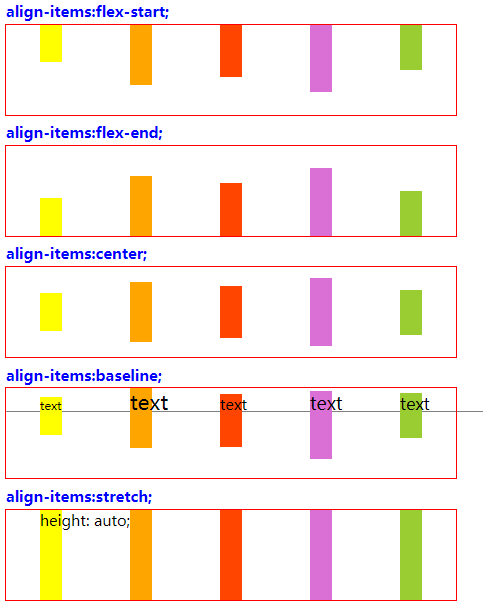 align-items:flex-start;
align-items:flex-end;
align-items:center;
align-items:baseline;
text text text text text
align-items:stretch;
height: auto;